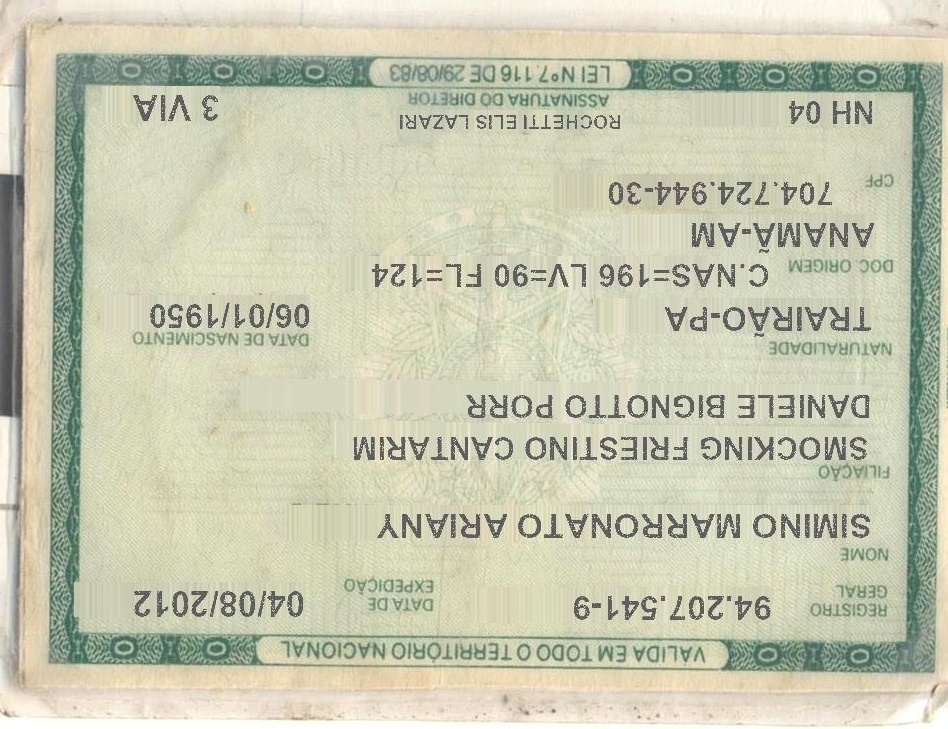 VALIDA EM TODO O TERRITÓRIO NACIONAL
REGISTRO GERAL 94.207.541-9 DATA DE EXPEDIÇÃO 04/08/2012
NOME
SIMINO MARRONATO ARIANY
FILIAÇÃO
SMOCKING FRIESTINO CANTARIM
DANIELE BIGNOTTO PORR
NATURALIDADE DATA DE NASCIMENTO
TRAIRÃO-PA 06/01/1950
DOC. ORIGEM C.NAS=196 LV=90 FL=124
ANAMÃ-AM
CPF 704.724.944-30
NH 04 ROCHETTI ELIS LAZARI 3 VIA
ASSINATURA DO DIRETOR
LEI Nº 7.116 DE 29/08/83